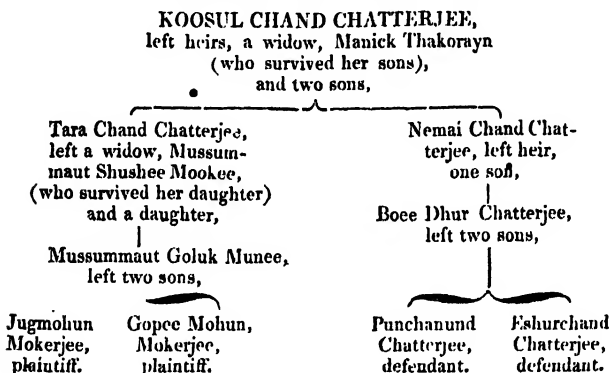 KOOSUL CHAND CHATTERJEE,
left heirs, a widow, Manick Thakorayn
(who survived her sons),
and two sons,
Tara Chand Chatterjee,
left a widow, Mussum-
maut Shushee Mookee,
(who survived her daughter)
and a daughter,
Mussummaut Goluk Munee,
left two sons,
Jugmohun
Mokerjee,
plaintiff.
Gopee Mohun,
Mokerjee,
plaintiff.
Nemai Chand Chat-
terjee, left heir,
one son,
Boee Dhur Chatterjee,
left two sons,
Punchanund
Chatterjee,
defendant.
Eshurchand
Chatterjee,
defendant.